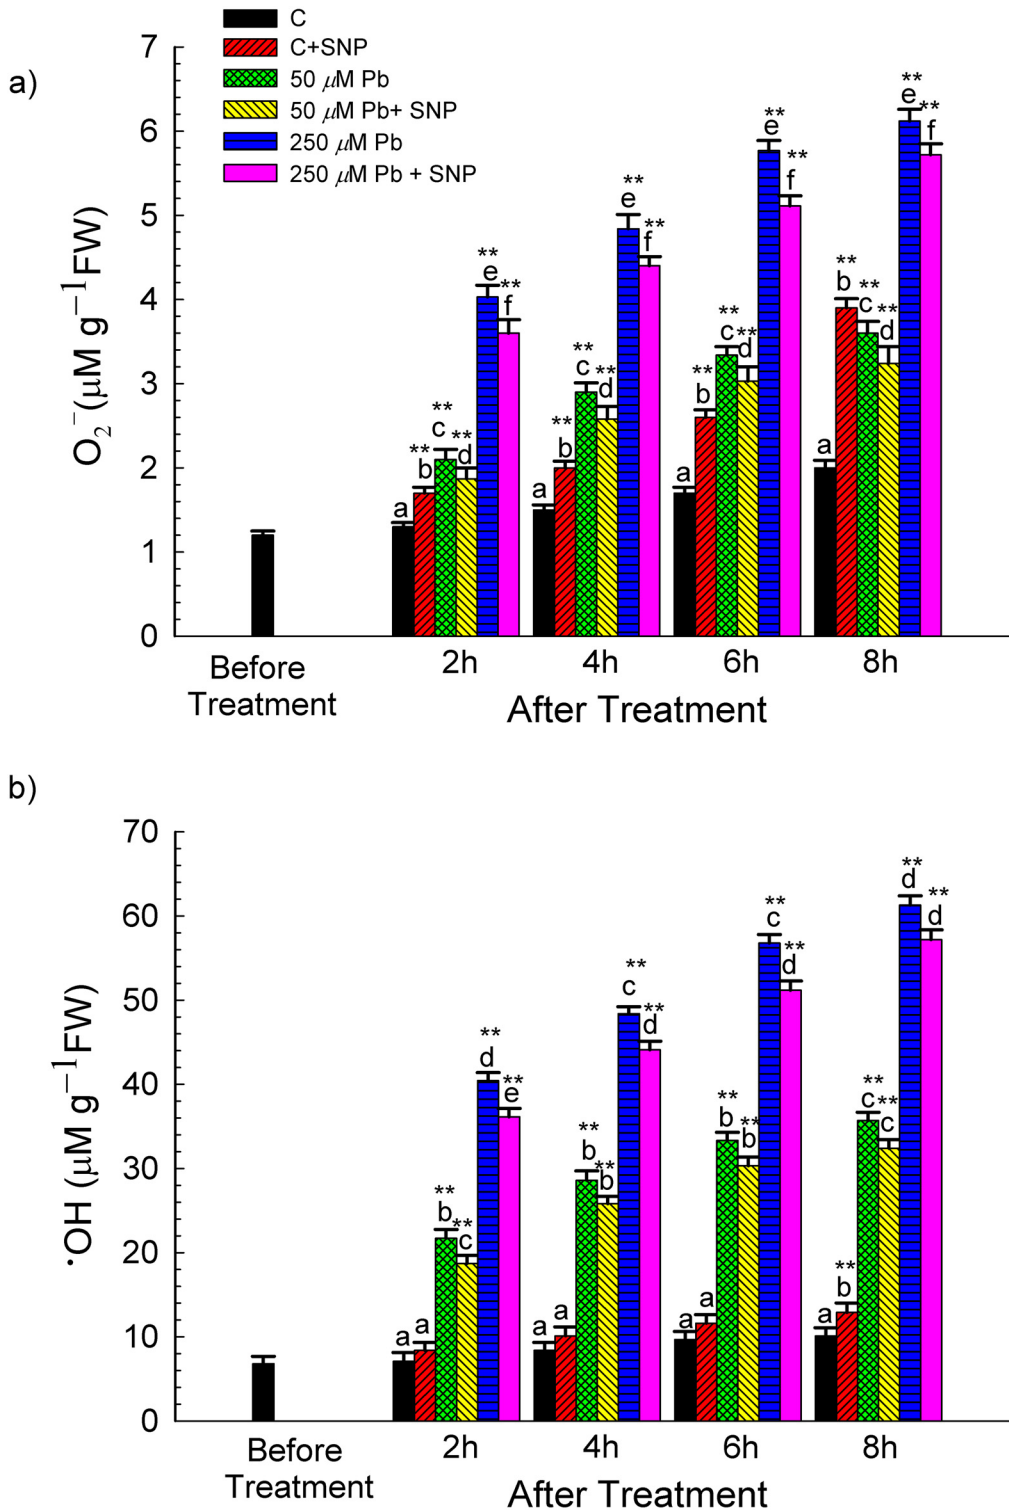 C
C+SNP
50 μM Pb
50 μM Pb+ SNP
250 μM Pb
250 μM Pb + SNP
a)
7
6
5
4
3
2
1
0
O₂⁻(μM g⁻¹FW)
a
** b
** c
** d
** e
** f
a
** b
** c
** d
** e
** f
a
** b
** c
** d
** e
** f
a
** b
** c
** d
** e
** f
Before
Treatment
2h 4h 6h 8h
After Treatment
b)
70
60
50
40
30
20
10
0
·OH (μM g⁻¹FW)
a
a
** b
** c
** d
** e
a
a
** b
** b
** c
** d
a
a
** b
** b
** c
** d
a
** b
** c
** c
** d
** d
Before
Treatment
2h 4h 6h 8h
After Treatment